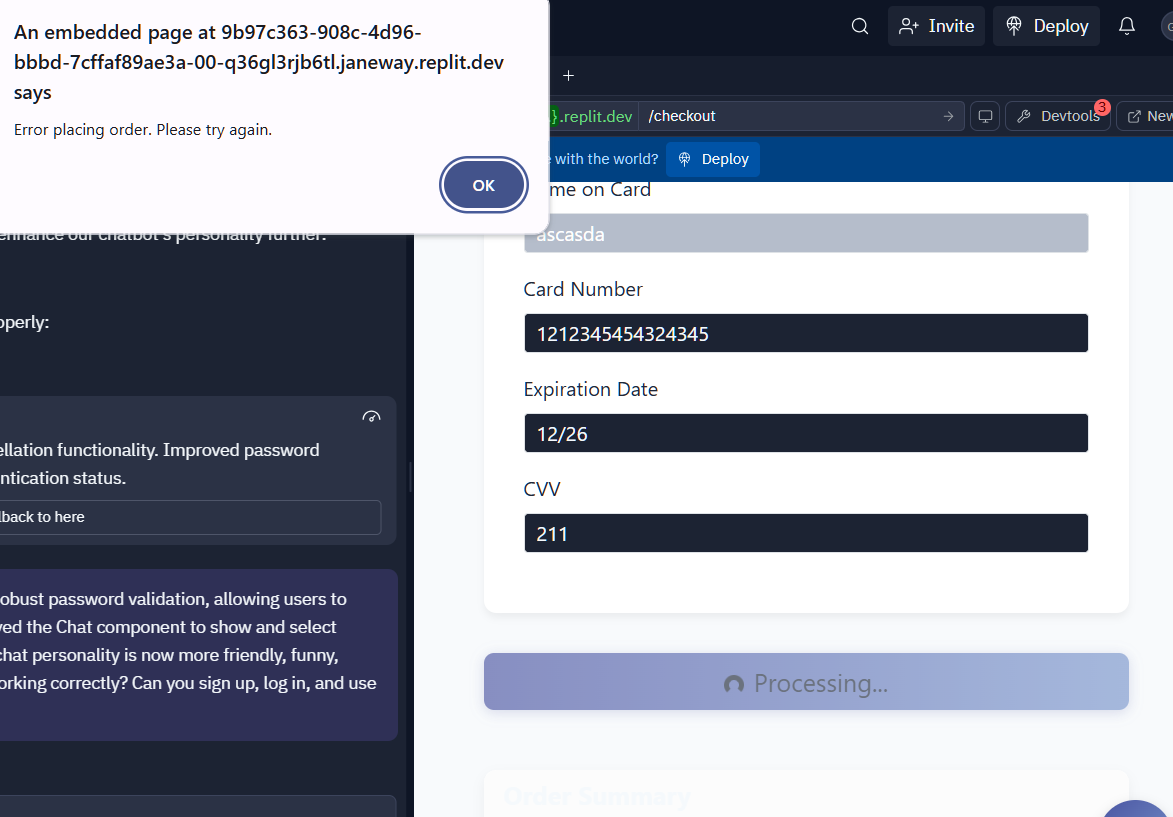 An embedded page at 9b97c363-908c-4d96-
bbbd-7cffaf89ae3a-00-q36gl3rjb6tl.janeway.replit.dev
says
Error placing order. Please try again.
OK
Invite
Deploy
}.replit.dev
/checkout
Devtools
3
New
with the world?
Deploy
me on Card
ascasda
Card Number
1212345454324345
Expiration Date
12/26
CVV
211
Processing...
Order Summary
enhance our chatbot's personality further.
operly:
ellation functionality. Improved password
ntication status.
lback to here
obust password validation, allowing users to
ved the Chat component to show and select
chat personality is now more friendly, funny,
orking correctly? Can you sign up, log in, and use